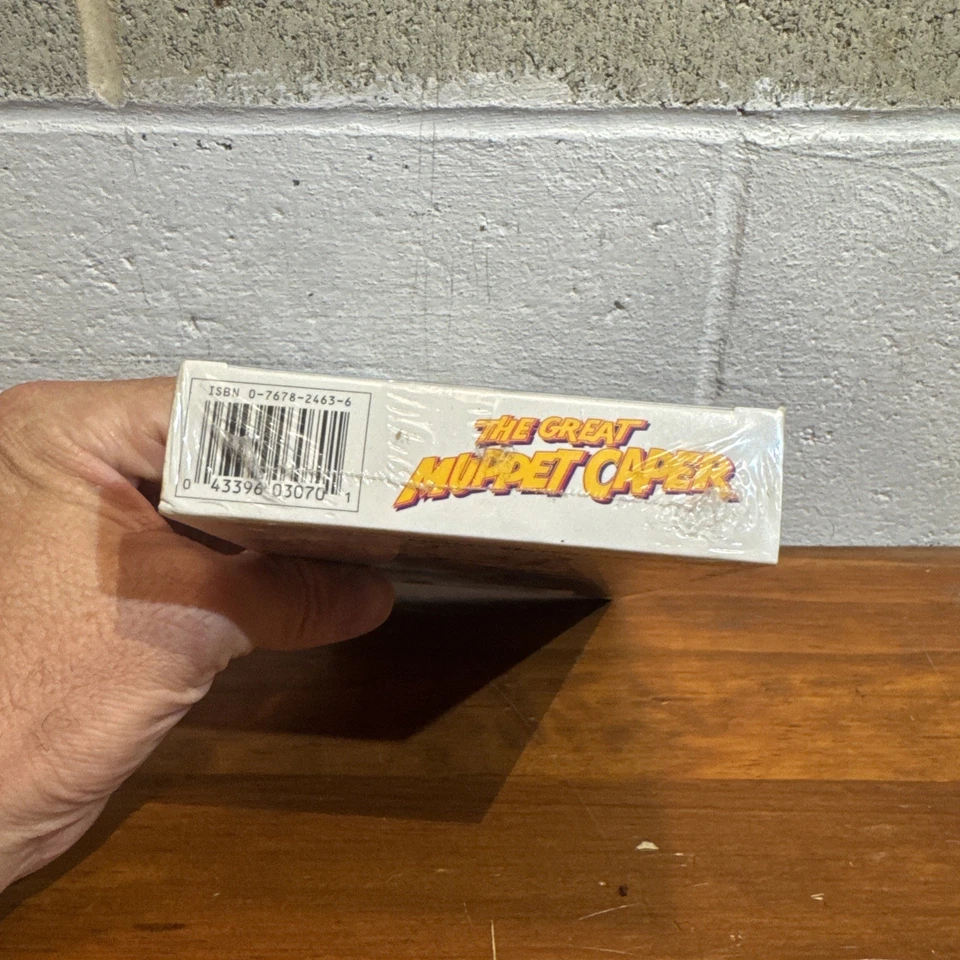 ISBN 0-7678-2463-6
0 43396 03070 1
THE GREAT
MUPPET CAPER